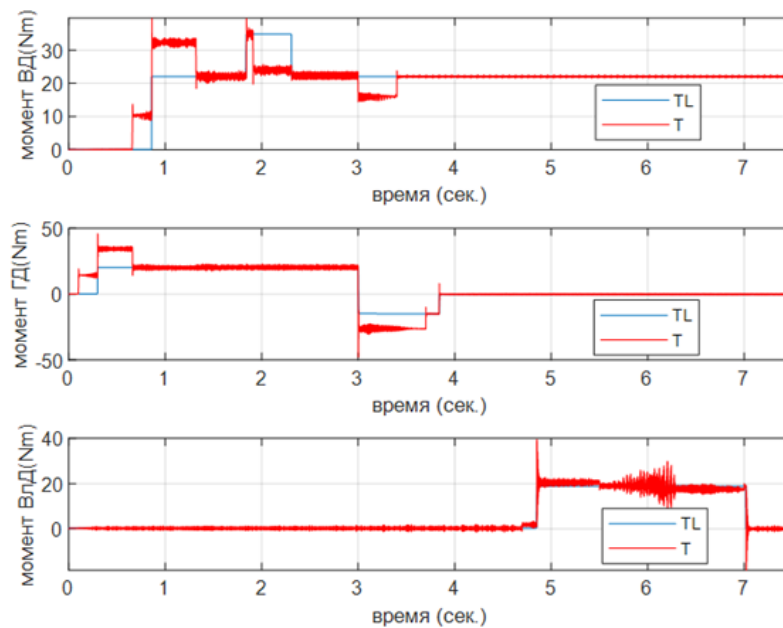 момент ВД(Nm)
30
20
10
0
TL
T
0 1 2 3 4 5 6 7
время (сек.)
момент ГД(Nm)
50
0
-50
TL
T
0 1 2 3 4 5 6 7
время (сек.)
момент ВлД(Nm)
40
20
0
TL
T
0 1 2 3 4 5 6 7
время (сек.)